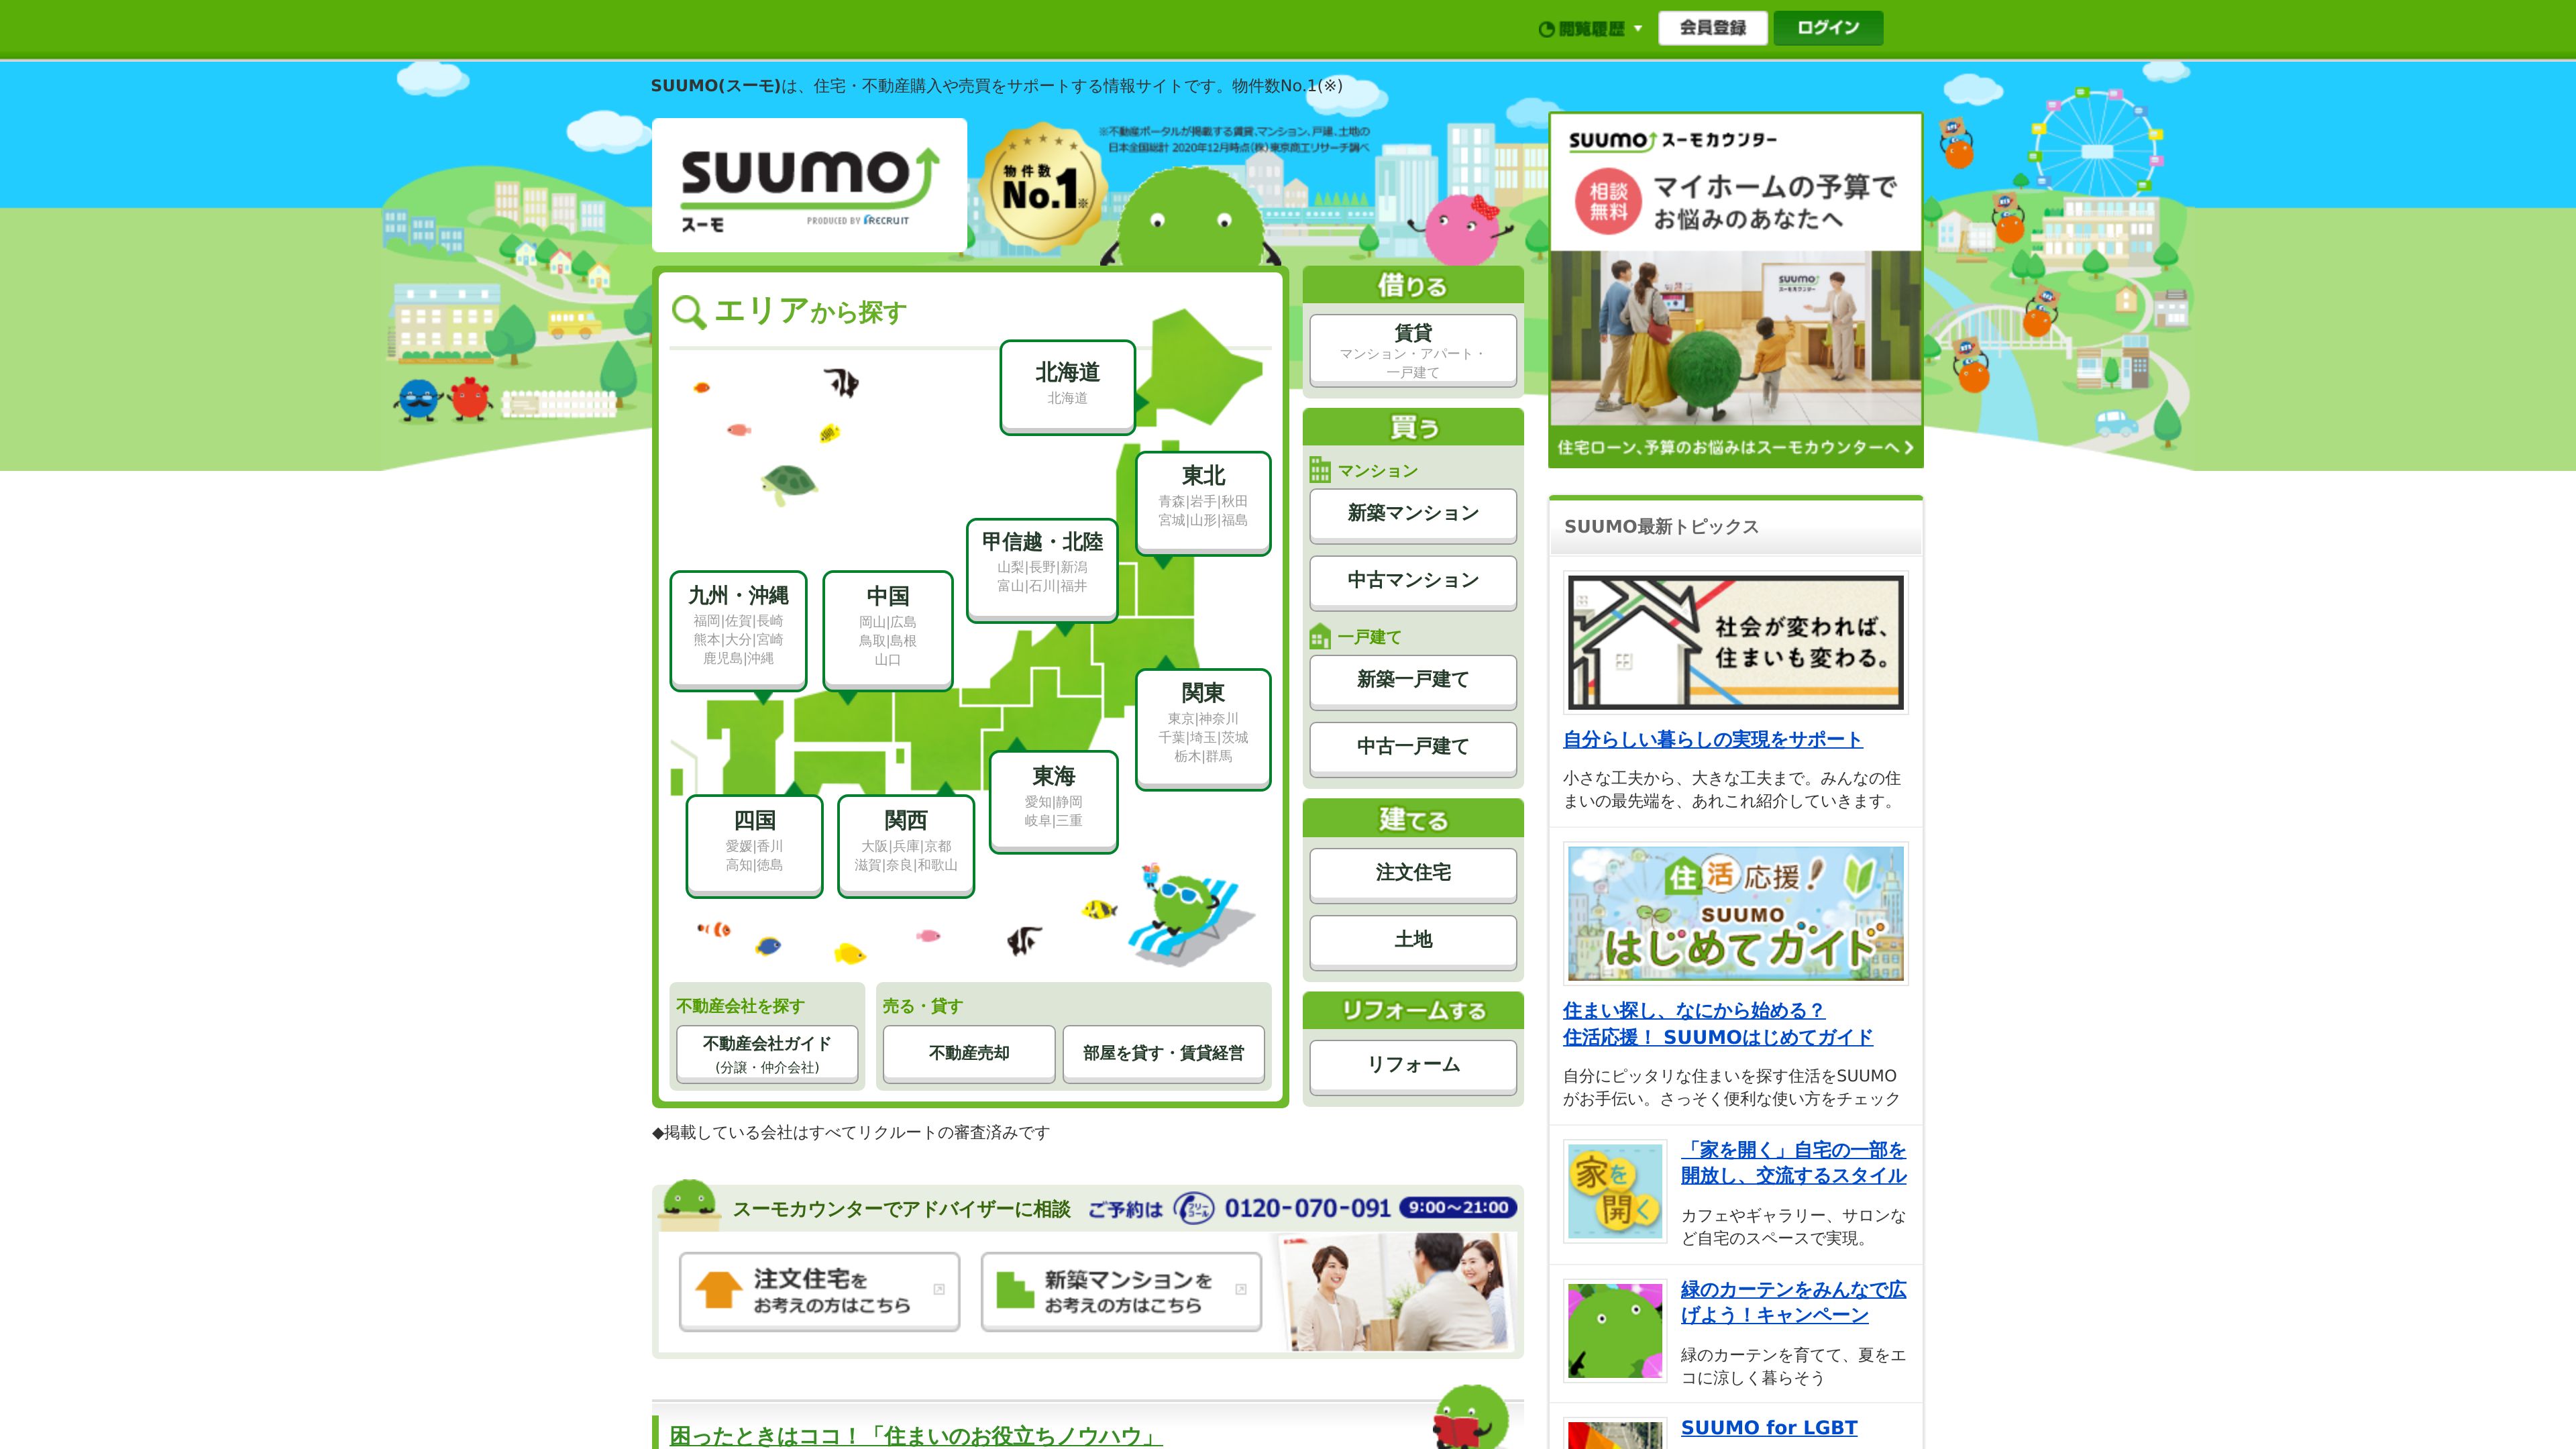 閲覧履歴
会員登録
ログイン
SUUMO(スーモ)は、住宅・不動産購入や売買をサポートする情報サイトです。物件数No.1(※)
SUUMO
スーモ
PRODUCED BY RECRUIT
物件数
No.1※
※不動産ポータルが掲載する賃貸、マンション、戸建、土地の
日本全国総計 2020年12月時点(株)東京商工リサーチ調べ
エリアから探す
北海道
北海道
東北
青森|岩手|秋田
宮城|山形|福島
甲信越・北陸
山梨|長野|新潟
富山|石川|福井
九州・沖縄
福岡|佐賀|長崎
熊本|大分|宮崎
鹿児島|沖縄
中国
岡山|広島
鳥取|島根
山口
関東
東京|神奈川
千葉|埼玉|茨城
栃木|群馬
東海
愛知|静岡
岐阜|三重
四国
愛媛|香川
高知|徳島
関西
大阪|兵庫|京都
滋賀|奈良|和歌山
不動産会社を探す
不動産会社ガイド
(分譲・仲介会社)
売る・貸す
不動産売却
部屋を貸す・賃貸経営
借りる
賃貸
マンション・アパート・
一戸建て
買う
マンション
新築マンション
中古マンション
一戸建て
新築一戸建て
中古一戸建て
建てる
注文住宅
土地
リフォームする
リフォーム
◆掲載している会社はすべてリクルートの審査済みです
スーモカウンターでアドバイザーに相談
ご予約は フリーコール 0120-070-091 9:00～21:00
注文住宅を
お考えの方はこちら
新築マンションを
お考えの方はこちら
困ったときはココ！「住まいのお役立ちノウハウ」
SUUMO スーモカウンター
相談
無料
マイホームの予算で
お悩みのあなたへ
SUUMO
スーモカウンター
住宅ローン、予算のお悩みはスーモカウンターへ
SUUMO最新トピックス
社会が変われば、
住まいも変わる。
自分らしい暮らしの実現をサポート
小さな工夫から、大きな工夫まで。みんなの住
まいの最先端を、あれこれ紹介していきます。
住活応援！
SUUMO
はじめてガイド
住まい探し、なにから始める？
住活応援！ SUUMOはじめてガイド
自分にピッタリな住まいを探す住活をSUUMO
がお手伝い。さっそく便利な使い方をチェック
家を
開く
「家を開く」自宅の一部を
開放し、交流するスタイル
カフェやギャラリー、サロンな
ど自宅のスペースで実現。
緑のカーテンをみんなで広
げよう！キャンペーン
緑のカーテンを育てて、夏をエ
コに涼しく暮らそう
SUUMO for LGBT